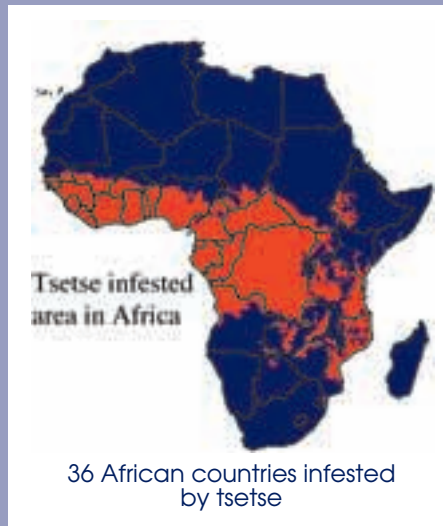 Tsetse infested
area in Africa
36 African countries infested
by tsetse